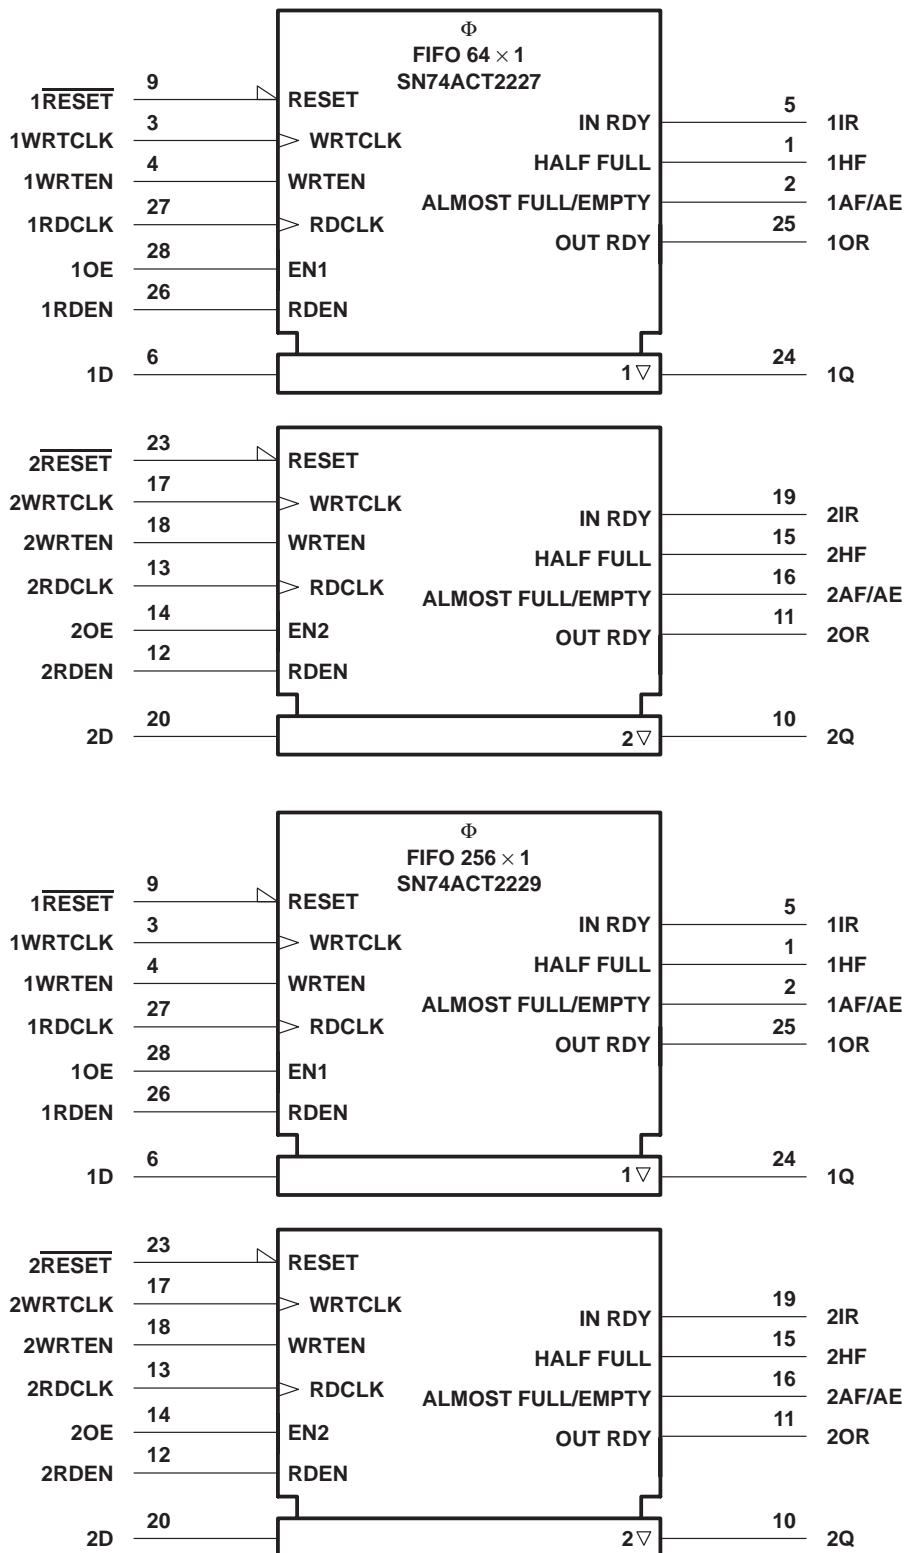 Φ
FIFO 64 × 1
SN74ACT2227
1RESET 9 RESET
1WRTCLK 3 WRTCLK
1WRTEN 4 WRTEN
1RDCLK 27 RDCLK
1OE 28 EN1
1RDEN 26 RDEN
IN RDY 5 1IR
HALF FULL 1 1HF
ALMOST FULL/EMPTY 2 1AF/AE
OUT RDY 25 1OR
1D 6 1▽ 24 1Q
2RESET 23 RESET
2WRTCLK 17 WRTCLK
2WRTEN 18 WRTEN
2RDCLK 13 RDCLK
2OE 14 EN2
2RDEN 12 RDEN
IN RDY 19 2IR
HALF FULL 15 2HF
ALMOST FULL/EMPTY 16 2AF/AE
OUT RDY 11 2OR
2D 20 2▽ 10 2Q
Φ
FIFO 256 × 1
SN74ACT2229
1RESET 9 RESET
1WRTCLK 3 WRTCLK
1WRTEN 4 WRTEN
1RDCLK 27 RDCLK
1OE 28 EN1
1RDEN 26 RDEN
IN RDY 5 1IR
HALF FULL 1 1HF
ALMOST FULL/EMPTY 2 1AF/AE
OUT RDY 25 1OR
1D 6 1▽ 24 1Q
2RESET 23 RESET
2WRTCLK 17 WRTCLK
2WRTEN 18 WRTEN
2RDCLK 13 RDCLK
2OE 14 EN2
2RDEN 12 RDEN
IN RDY 19 2IR
HALF FULL 15 2HF
ALMOST FULL/EMPTY 16 2AF/AE
OUT RDY 11 2OR
2D 20 2▽ 10 2Q